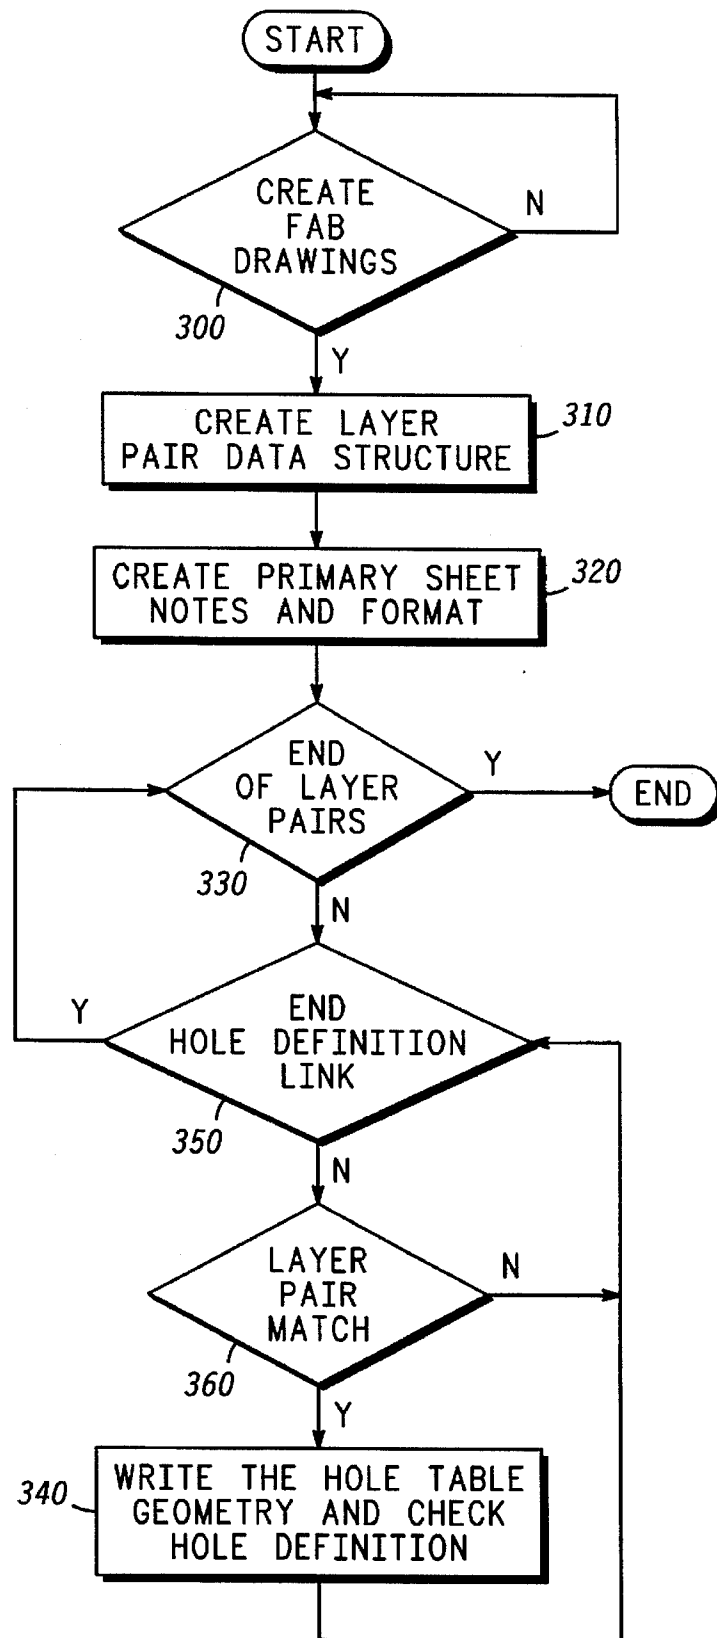 START
CREATE
FAB
DRAWINGS
N
300
Y
CREATE LAYER
PAIR DATA STRUCTURE
310
CREATE PRIMARY SHEET
NOTES AND FORMAT
320
END
OF LAYER
PAIRS
Y
END
330
N
END
HOLE DEFINITION
LINK
Y
350
N
LAYER
PAIR
MATCH
N
360
Y
340
WRITE THE HOLE TABLE
GEOMETRY AND CHECK
HOLE DEFINITION